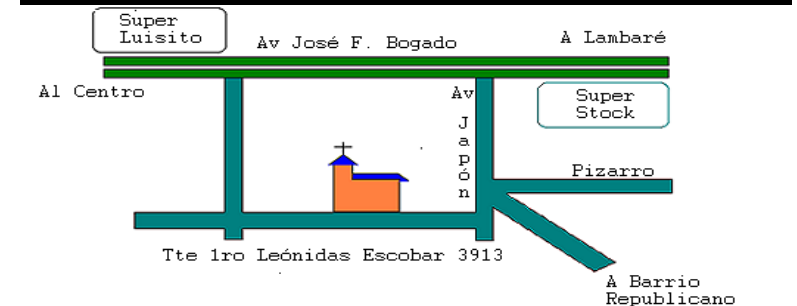 Super
Luisito
Av José F. Bogado
A Lambaré
Al Centro
Av
Japón
Super
Stock
Pizarro
Tte 1ro Leónidas Escobar 3913
A Barrio
Republicano